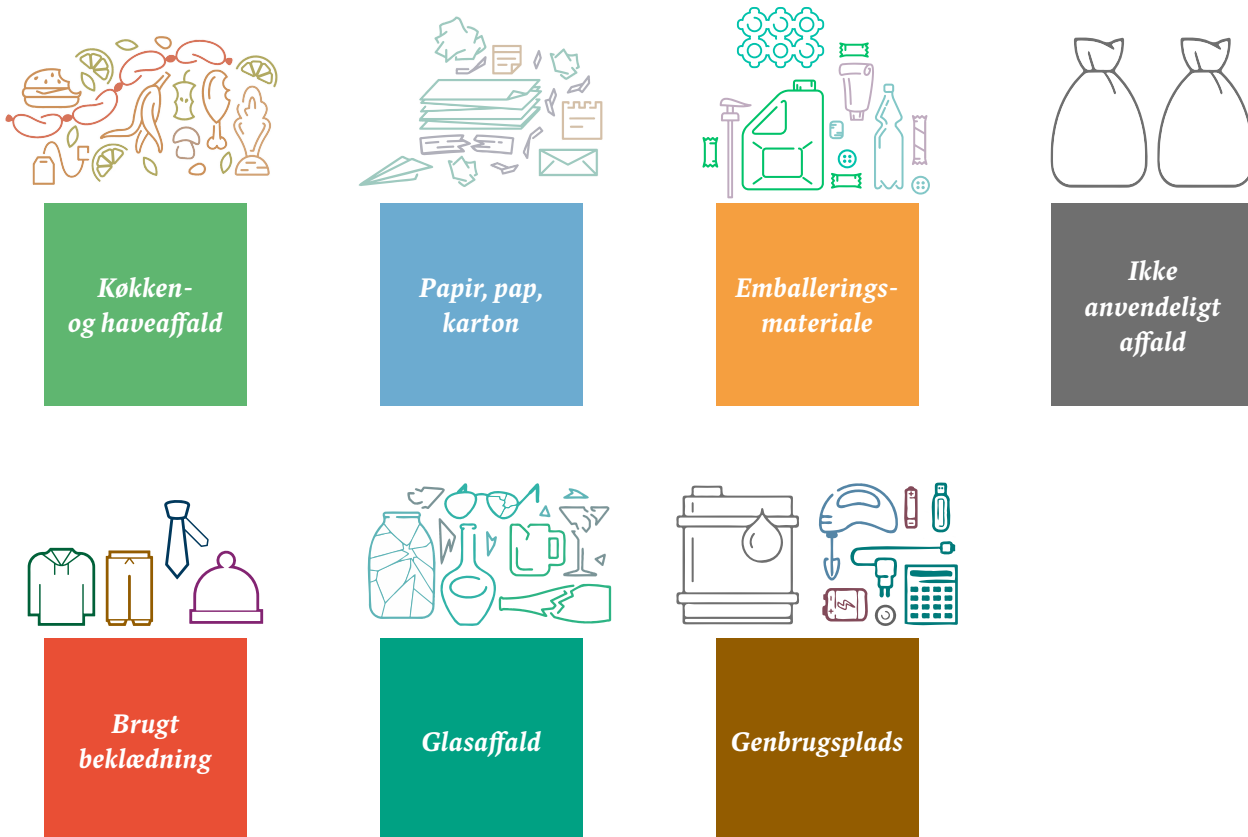 Køkken-
og haveaffald
Papir, pap,
karton
Emballerings-
materiale
Ikke
anvendeligt
affald
Brugt
beklædning
Glasaffald
Genbrugsplads